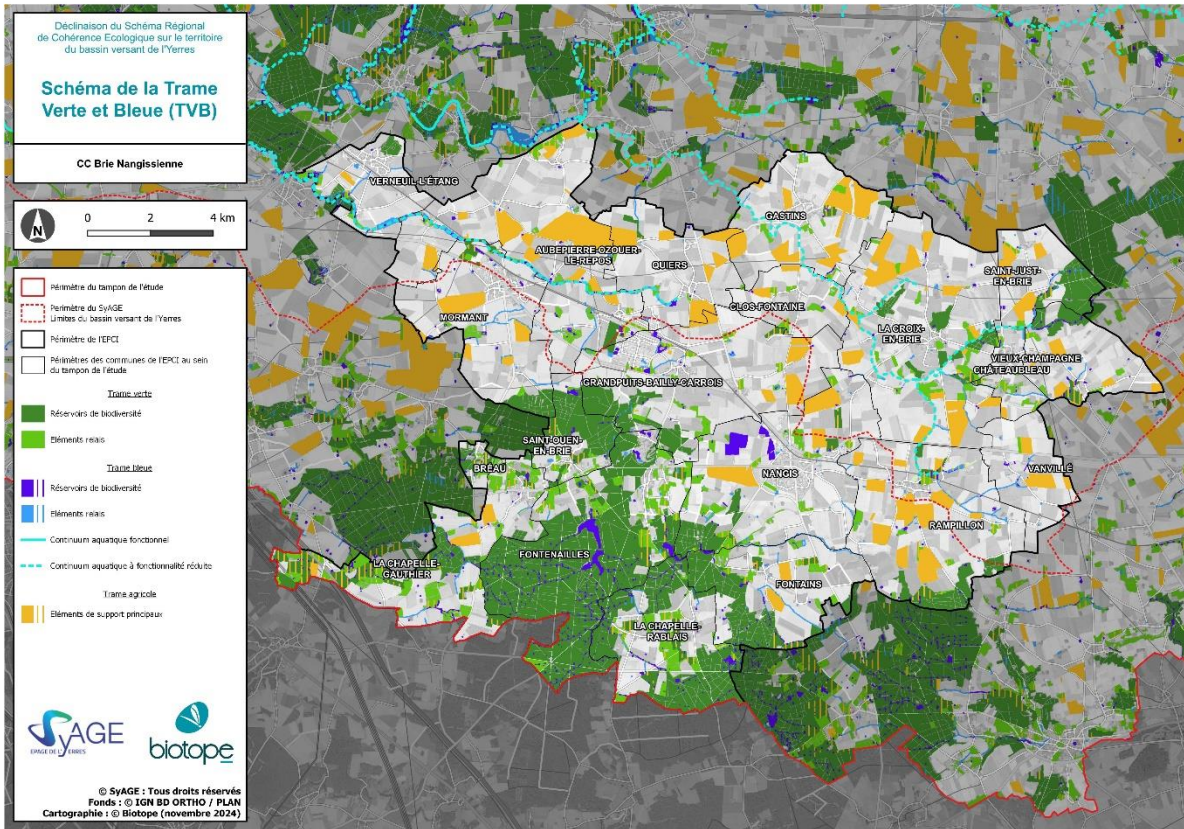 Déclinaison du Schéma Régional
de Cohérence Ecologique sur le territoire
du bassin versant de l'Yerres
Schéma de la Trame
Verte et Bleue (TVB)
CC Brie Nangissienne
N
0 2 4 km
Périmètre du tampon de l'étude
Périmètre du SyAGE
Limites du bassin versant de l'Yerres
Périmètre de l'EPCI
Périmètres des communes de l'EPCI au sein
du tampon de l'étude
Trame verte
Réservoirs de biodiversité
Eléments relais
Trame bleue
Réservoirs de biodiversité
Eléments relais
Continuum aquatique fonctionnel
Continuum aquatique à fonctionnalité réduite
Trame agricole
Eléments de support principaux
SyAGE
EPAGE DE L'YERRES
biotope
© SyAGE : Tous droits réservés
Fonds : © IGN BD ORTHO / PLAN
Cartographie : © Biotope (novembre 2024)
VERNEUIL-L'ÉTANG
GASTINS
AUBEPIERRE-OZOUER-
LE-REPOS
QUIERS
SAINT-JUST-
EN-BRIE
CLOS-FONTAINE
MORMANT
LA CROIX-
EN-BRIE
VIEUX-CHAMPAGNE
CHÂTEAUBLEAU
GRANDPUITS-BAILLY-CARROIS
SAINT-OUEN-
EN-BRIE
BRÉAU
NANGIS
VANVILLÉ
RAMPILLON
FONTENAILLES
LA CHAPELLE-
GAUTHIER
FONTAINS
LA CHAPELLE-
RABLAIS